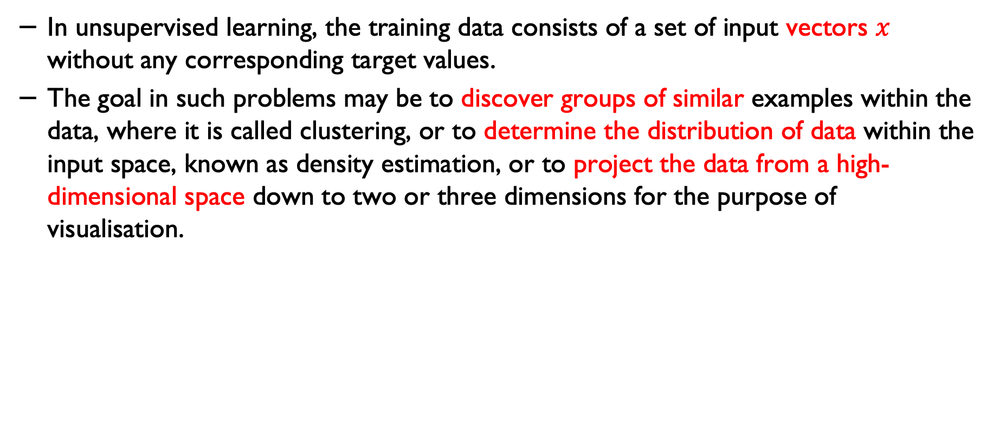 – In unsupervised learning, the training data consists of a set of input vectors x
without any corresponding target values.
– The goal in such problems may be to discover groups of similar examples within the
data, where it is called clustering, or to determine the distribution of data within the
input space, known as density estimation, or to project the data from a high-
dimensional space down to two or three dimensions for the purpose of
visualisation.